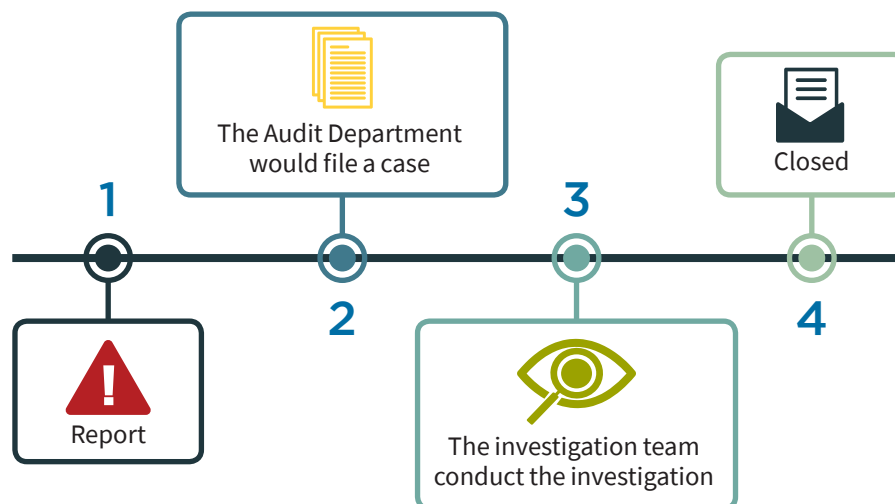 1
Report
The Audit Department
would file a case
2
3
The investigation team
conduct the investigation
Closed
4